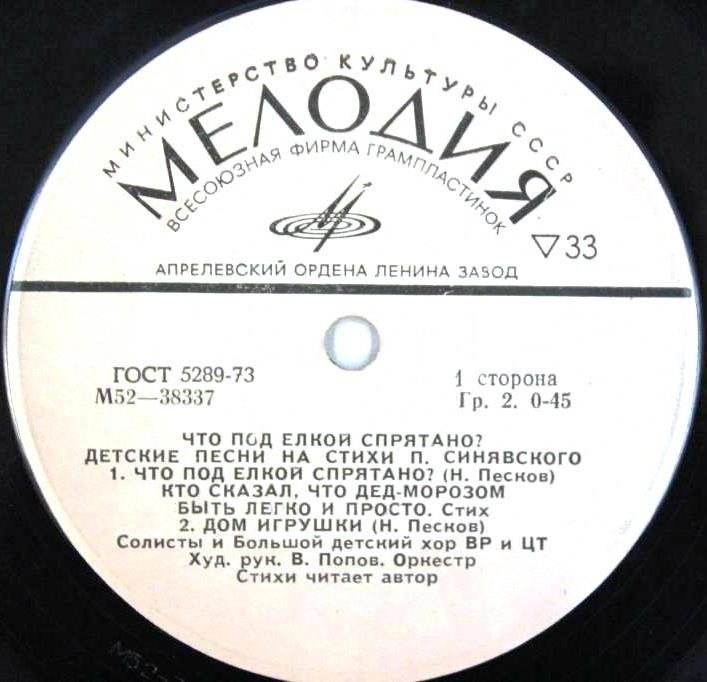 МИНИСТЕРСТВО КУЛЬТУРЫ СССР
МЕЛОДИЯ
ВСЕСОЮЗНАЯ ФИРМА ГРАМПЛАСТИНОК
▽33
АПРЕЛЕВСКИЙ ОРДЕНА ЛЕНИНА ЗАВОД
ГОСТ 5289-73
М52—38337
1 сторона
Гр. 2. 0-45
ЧТО ПОД ЕЛКОЙ СПРЯТАНО?
ДЕТСКИЕ ПЕСНИ НА СТИХИ П. СИНЯВСКОГО
1. ЧТО ПОД ЕЛКОЙ СПРЯТАНО? (Н. Песков)
КТО СКАЗАЛ, ЧТО ДЕД-МОРОЗОМ
БЫТЬ ЛЕГКО И ПРОСТО. Стих
2. ДОМ ИГРУШКИ (Н. Песков)
Солисты и Большой детский хор ВР и ЦТ
Худ. рук. В. Попов. Оркестр
Стихи читает автор